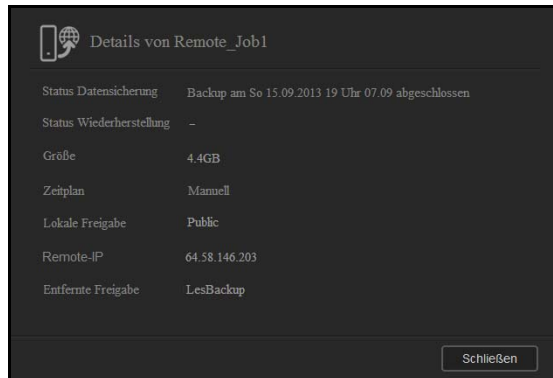 Details von Remote_Job1
Status Datensicherung Backup am So 15.09.2013 19 Uhr 07.09 abgeschlossen
Status Wiederherstellung –
Größe 4.4GB
Zeitplan Manuell
Lokale Freigabe Public
Remote-IP 64.58.146.203
Entfernte Freigabe LesBackup
Schließen